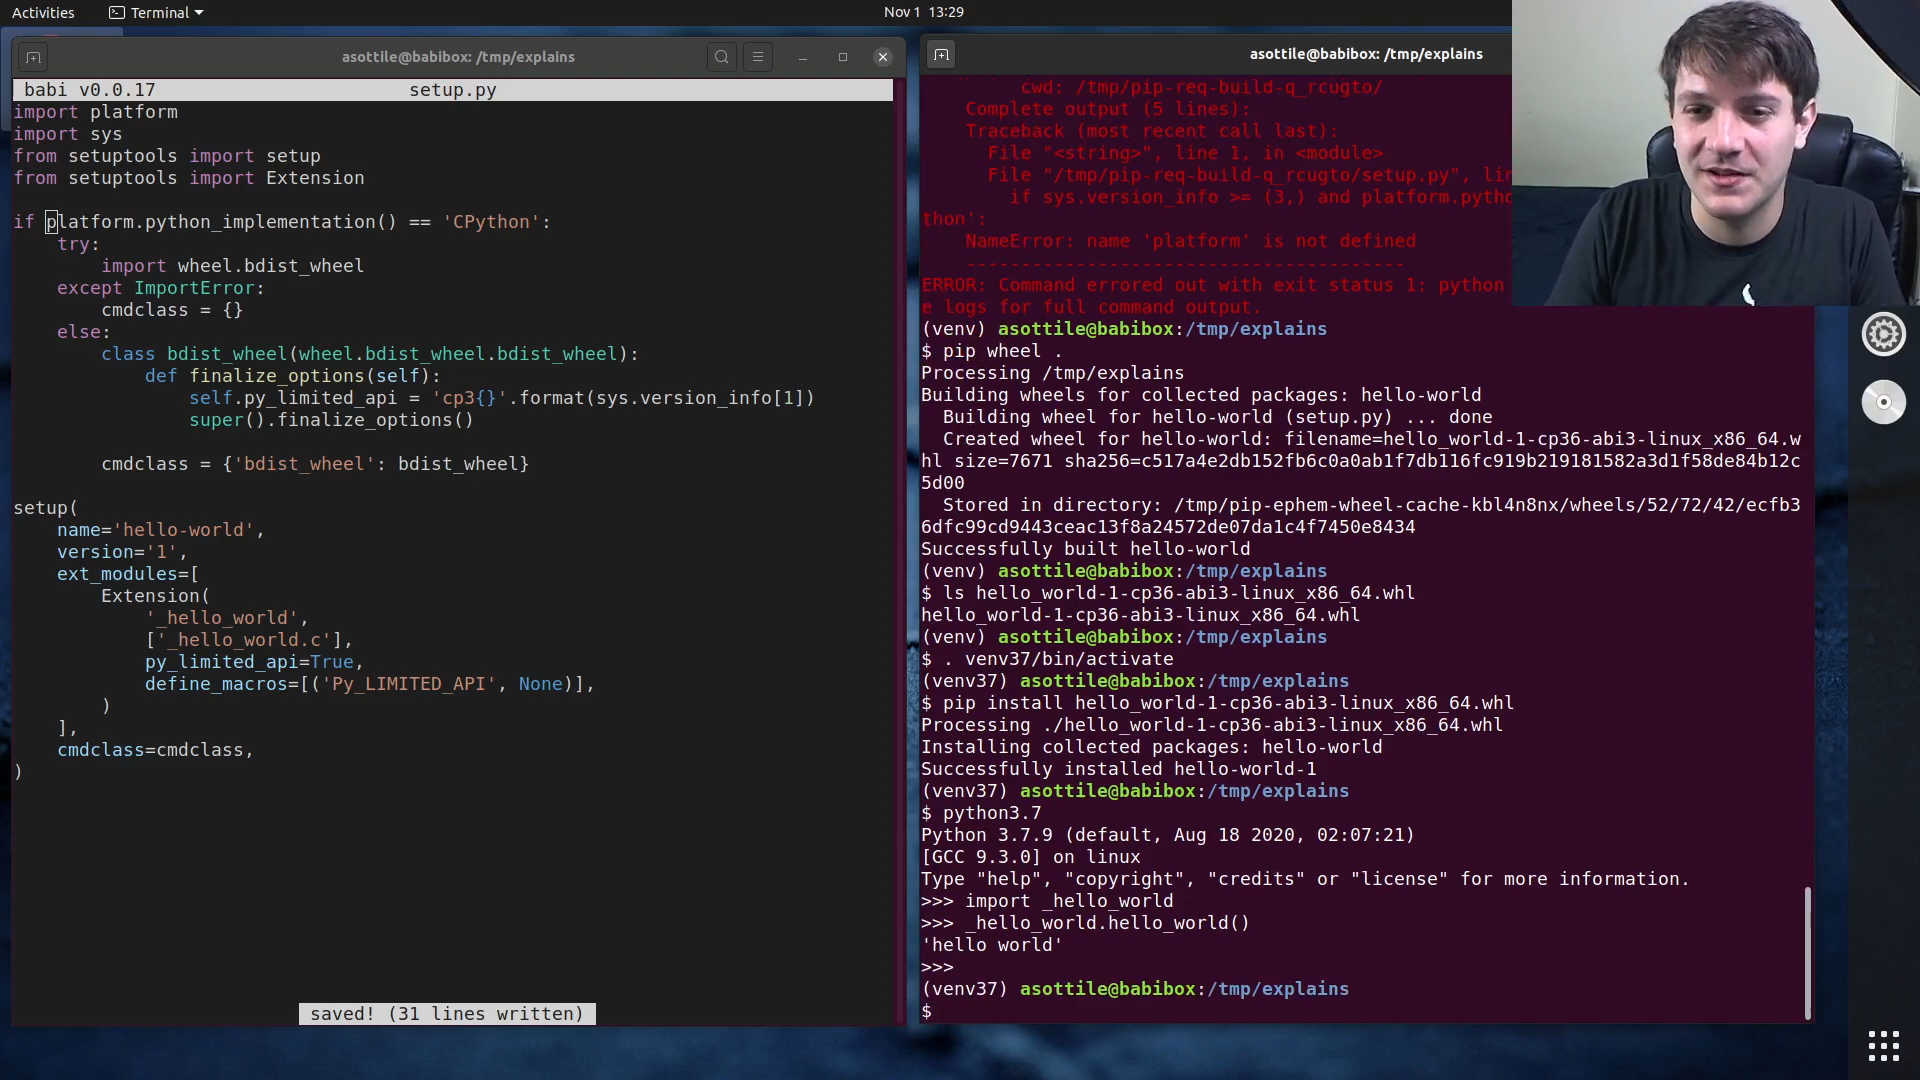 Activities
Terminal
Nov 1 13:29
asottile@babibox: /tmp/explains
babi v0.0.17 setup.py
import platform
import sys
from setuptools import setup
from setuptools import Extension
if platform.python_implementation() == 'CPython':
try:
import wheel.bdist_wheel
except ImportError:
cmdclass = {}
else:
class bdist_wheel(wheel.bdist_wheel.bdist_wheel):
def finalize_options(self):
self.py_limited_api = 'cp3{}'.format(sys.version_info[1])
super().finalize_options()
cmdclass = {'bdist_wheel': bdist_wheel}
setup(
name='hello-world',
version='1',
ext_modules=[
Extension(
'_hello_world',
['_hello_world.c'],
py_limited_api=True,
define_macros=[('Py_LIMITED_API', None)],
)
],
cmdclass=cmdclass,
)
saved! (31 lines written)
asottile@babibox: /tmp/explains
cwd: /tmp/pip-req-build-q_rcugto/
Complete output (5 lines):
Traceback (most recent call last):
File "<string>", line 1, in <module>
File "/tmp/pip-req-build-q_rcugto/setup.py", lin
if sys.version_info >= (3,) and platform.pytho
thon':
NameError: name 'platform' is not defined
----------------------------------------
ERROR: Command errored out with exit status 1: python
e logs for full command output.
(venv) asottile@babibox:/tmp/explains
$ pip wheel .
Processing /tmp/explains
Building wheels for collected packages: hello-world
Building wheel for hello-world (setup.py) ... done
Created wheel for hello-world: filename=hello_world-1-cp36-abi3-linux_x86_64.w
hl size=7671 sha256=c517a4e2db152fb6c0a0ab1f7db116fc919b219181582a3d1f58de84b12c
5d00
Stored in directory: /tmp/pip-ephem-wheel-cache-kbl4n8nx/wheels/52/72/42/ecfb3
6dfc99cd9443ceac13f8a24572de07da1c4f7450e8434
Successfully built hello-world
(venv) asottile@babibox:/tmp/explains
$ ls hello_world-1-cp36-abi3-linux_x86_64.whl
hello_world-1-cp36-abi3-linux_x86_64.whl
(venv) asottile@babibox:/tmp/explains
$ . venv37/bin/activate
(venv37) asottile@babibox:/tmp/explains
$ pip install hello_world-1-cp36-abi3-linux_x86_64.whl
Processing ./hello_world-1-cp36-abi3-linux_x86_64.whl
Installing collected packages: hello-world
Successfully installed hello-world-1
(venv37) asottile@babibox:/tmp/explains
$ python3.7
Python 3.7.9 (default, Aug 18 2020, 02:07:21)
[GCC 9.3.0] on linux
Type "help", "copyright", "credits" or "license" for more information.
>>> import _hello_world
>>> _hello_world.hello_world()
'hello world'
>>>
(venv37) asottile@babibox:/tmp/explains
$